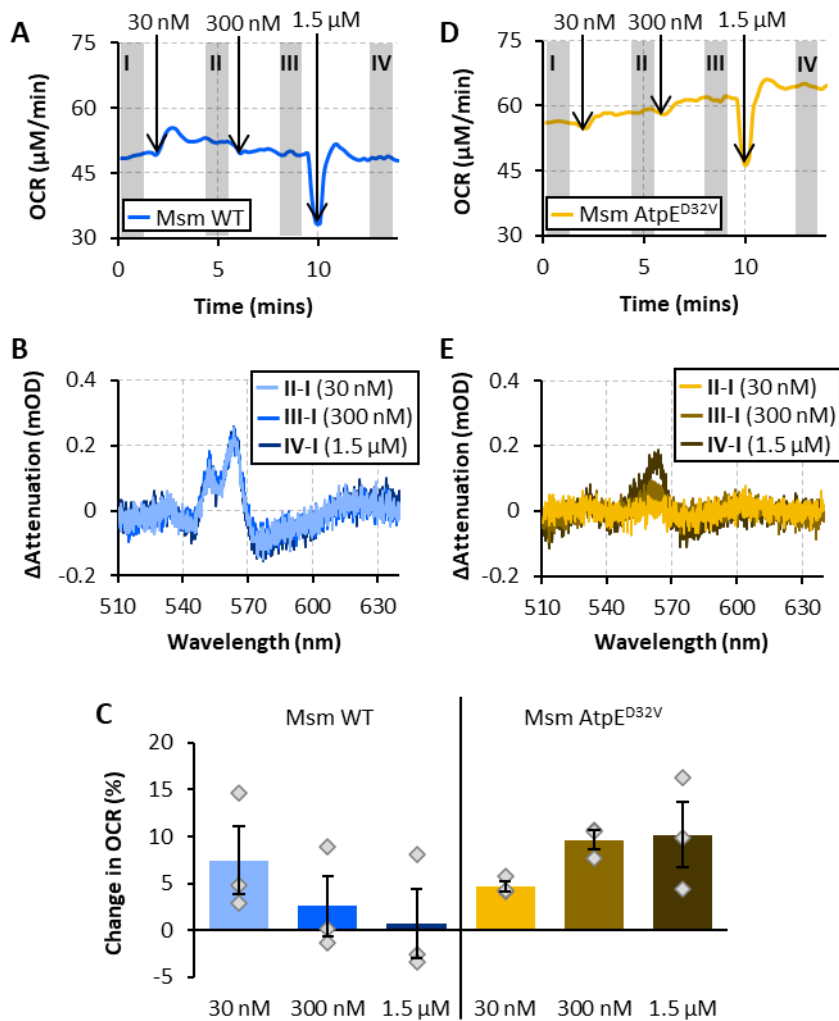 A
30 nM
300 nM
1.5 µM
75
60
45
30
OCR (µM/min)
I
II
III
IV
Msm WT
0
5
10
Time (mins)
D
30 nM
300 nM
1.5 µM
75
60
45
30
OCR (µM/min)
I
II
III
IV
Msm AtpE^D32V
0
5
10
Time (mins)
B
0.4
0.2
0
-0.2
ΔAttenuation (mOD)
II-I (30 nM)
III-I (300 nM)
IV-I (1.5 µM)
510
540
570
600
630
Wavelength (nm)
E
0.4
0.2
0
-0.2
ΔAttenuation (mOD)
II-I (30 nM)
III-I (300 nM)
IV-I (1.5 µM)
510
540
570
600
630
Wavelength (nm)
C
Msm WT
Msm AtpE^D32V
20
15
10
5
0
-5
Change in OCR (%)
30 nM
300 nM
1.5 µM
30 nM
300 nM
1.5 µM